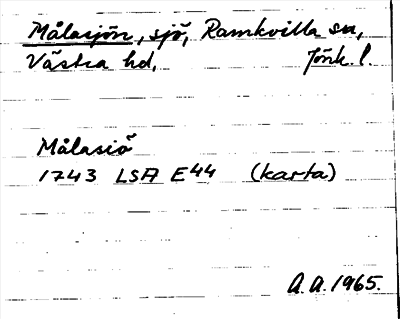 Målasjön, sjö, Ramkvilla sn,
Västra hd, Jönk. l.
Målasiö
1743 LSA E44 (karta)
A.A. 1965.